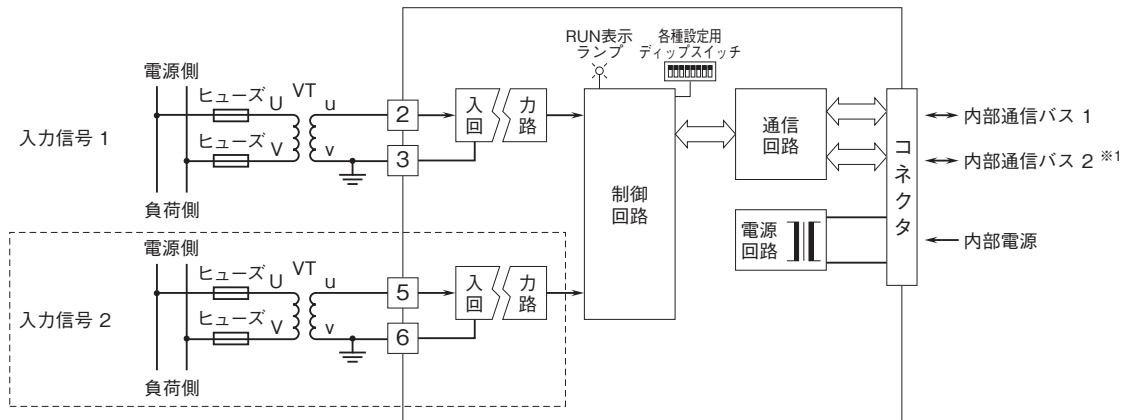 RUN表示
ランプ
各種設定用
ディップスイッチ
入力信号 1
電源側
ヒューズ U VT u
ヒューズ V v
負荷側
2
3
入力
回路
制御
回路
通信
回路
電源
回路
コネクタ
内部通信バス 1
内部通信バス 2 ※1
内部電源
入力信号 2
電源側
ヒューズ U VT u
ヒューズ V v
負荷側
5
6
入力
回路